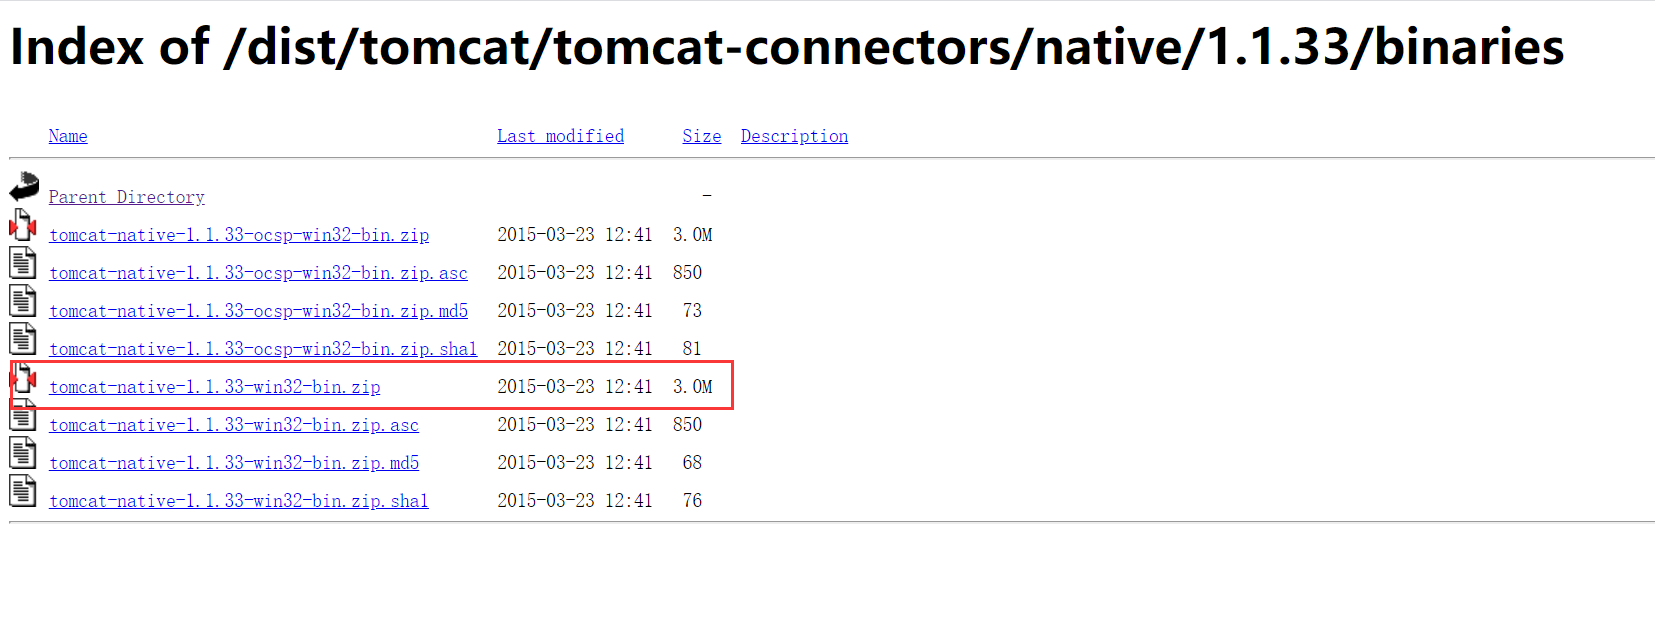 Index of /dist/tomcat/tomcat-connectors/native/1.1.33/binaries
Name Last modified Size Description
Parent Directory -
tomcat-native-1.1.33-ocsp-win32-bin.zip 2015-03-23 12:41 3.0M
tomcat-native-1.1.33-ocsp-win32-bin.zip.asc 2015-03-23 12:41 850
tomcat-native-1.1.33-ocsp-win32-bin.zip.md5 2015-03-23 12:41 73
tomcat-native-1.1.33-ocsp-win32-bin.zip.sha1 2015-03-23 12:41 81
tomcat-native-1.1.33-win32-bin.zip 2015-03-23 12:41 3.0M
tomcat-native-1.1.33-win32-bin.zip.asc 2015-03-23 12:41 850
tomcat-native-1.1.33-win32-bin.zip.md5 2015-03-23 12:41 68
tomcat-native-1.1.33-win32-bin.zip.sha1 2015-03-23 12:41 76